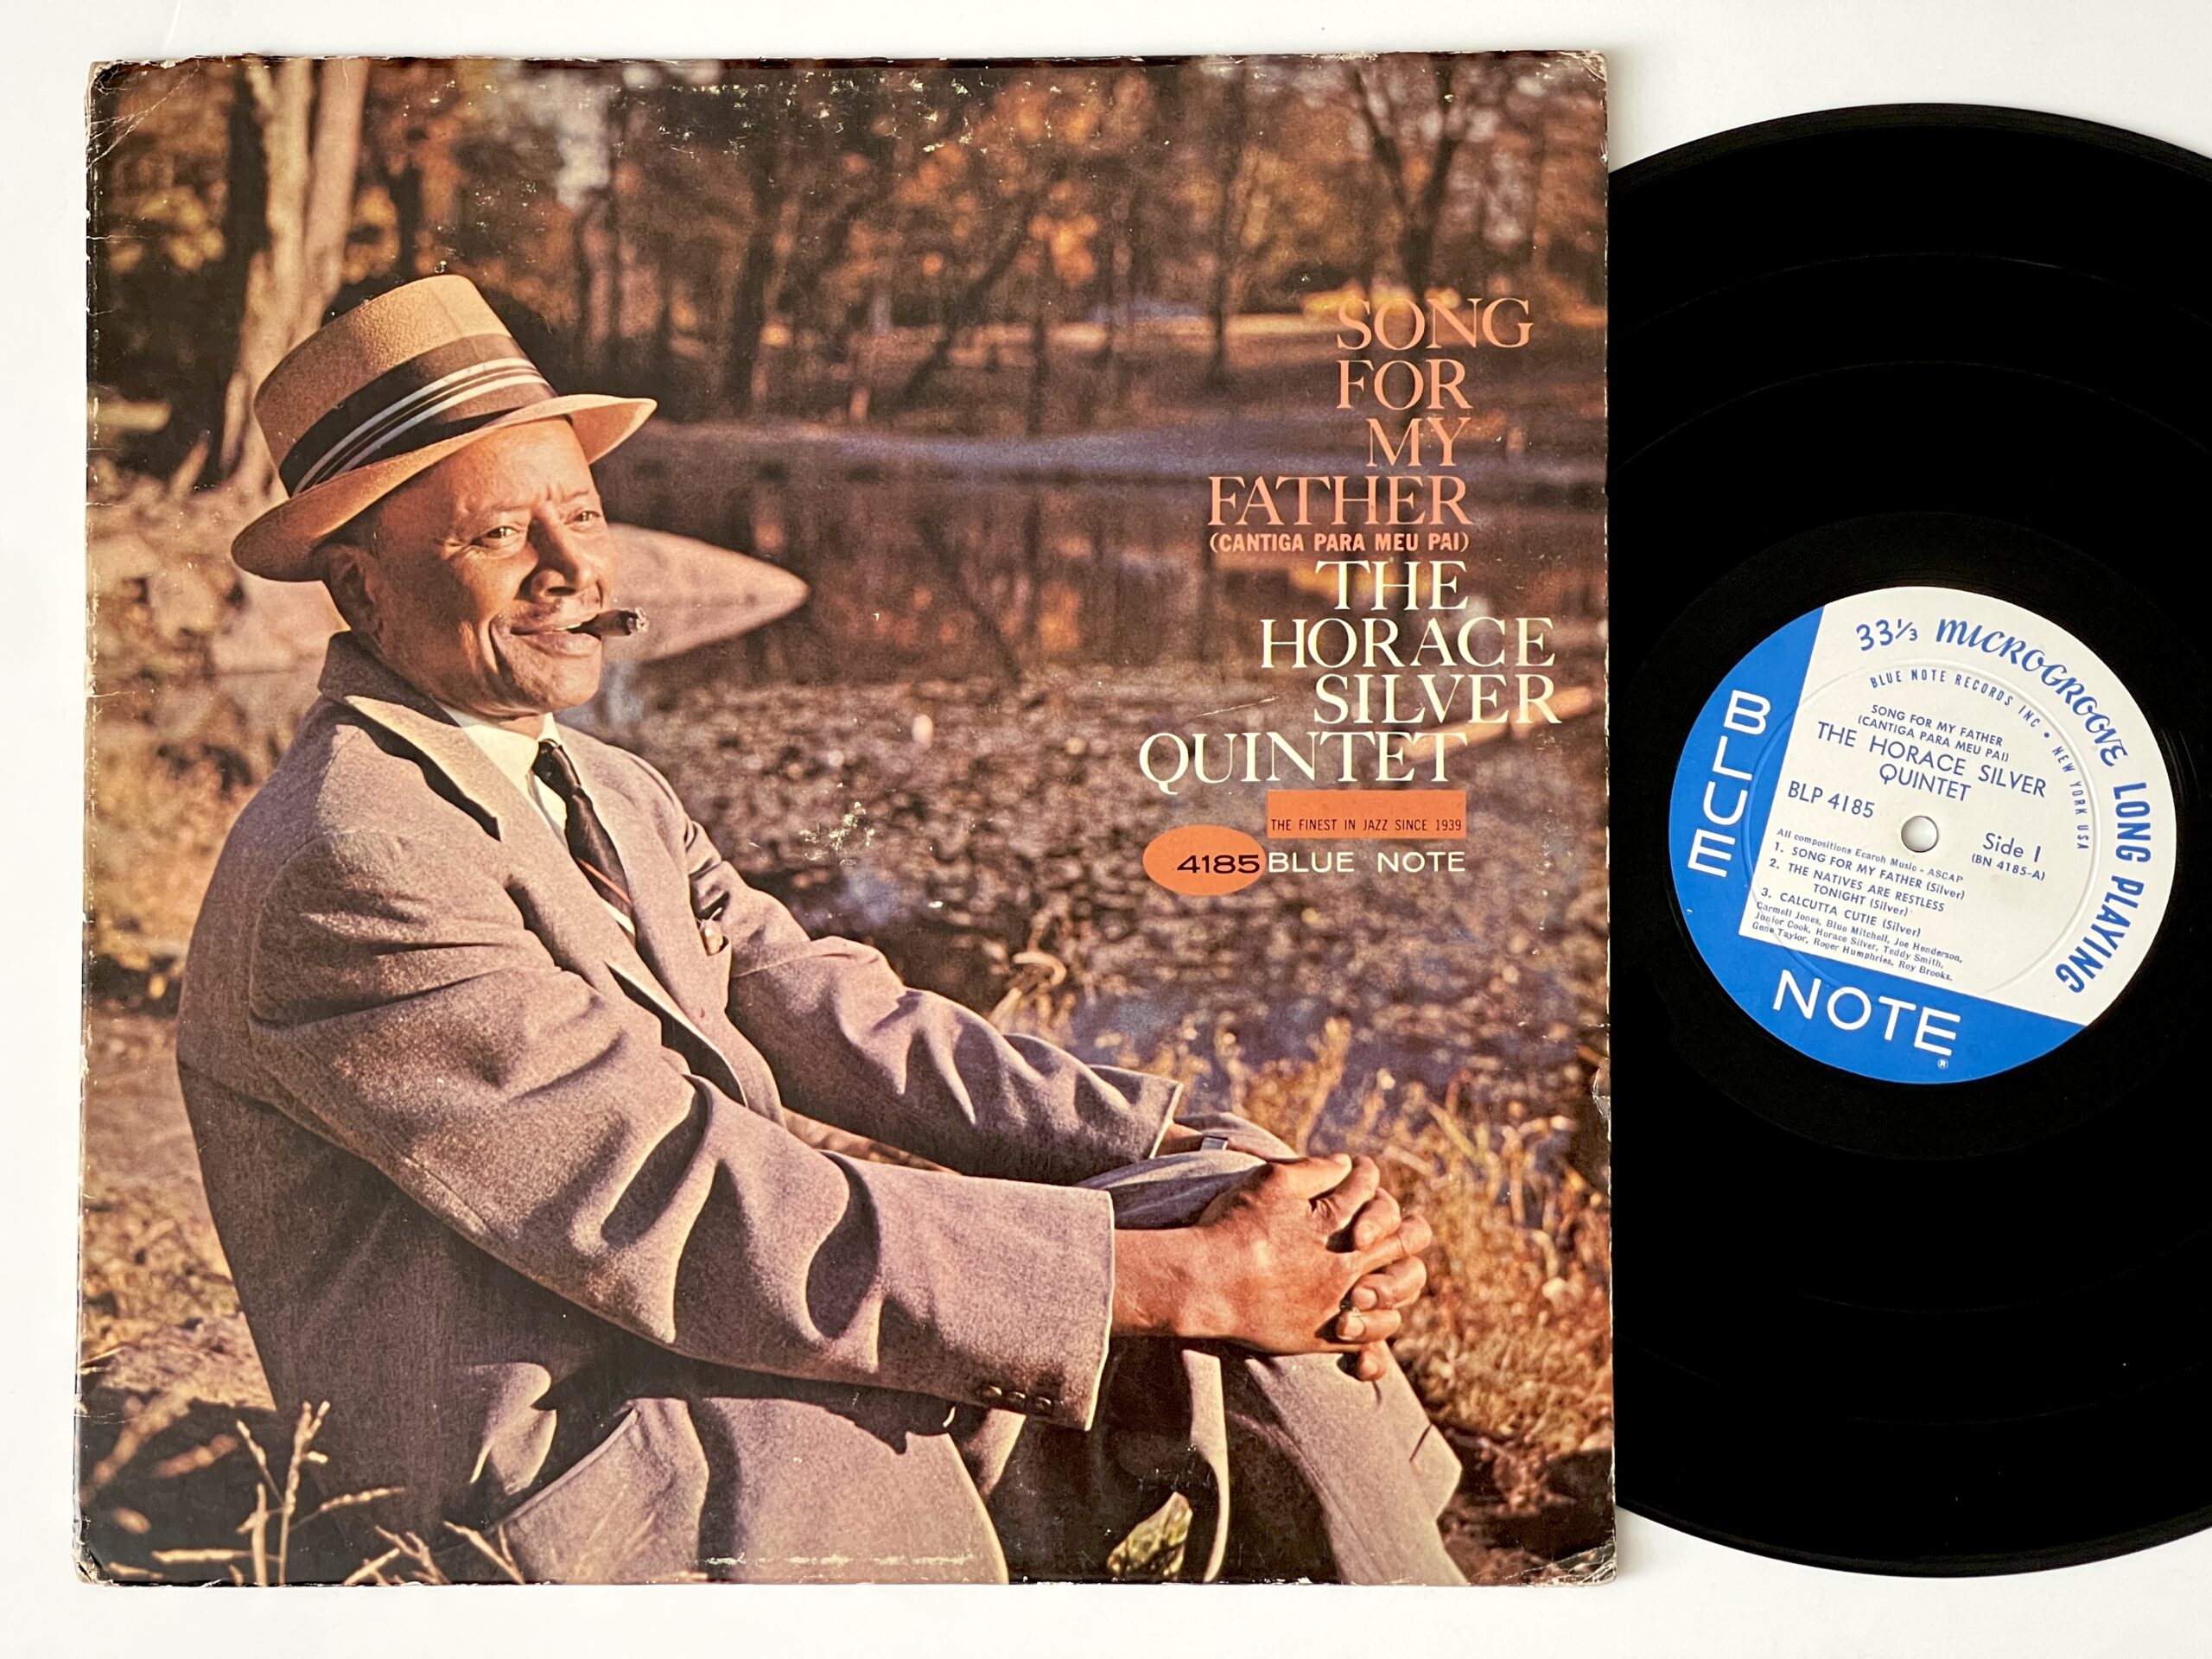 SONG
FOR
MY
FATHER
(CANTIGA PARA MEU PAI)
THE
HORACE
SILVER
QUINTET
THE FINEST IN JAZZ SINCE 1939
4185 BLUE NOTE
33⅓ MICROGROOVE LONG PLAYING
BLUE NOTE RECORDS INC • NEW YORK USA
SONG FOR MY FATHER
(CANTIGA PARA MEU PAI)
THE HORACE SILVER
QUINTET
BLP 4185
Side 1
(BN 4185-A)
All compositions Ecaroh Music - ASCAP
1. SONG FOR MY FATHER (Silver)
2. THE NATIVES ARE RESTLESS
TONIGHT (Silver)
3. CALCUTTA CUTIE (Silver)
Carmell Jones, Blue Mitchell, Joe Henderson,
Junior Cook, Horace Silver, Teddy Smith,
Gene Taylor, Roger Humphries, Roy Brooks.
BLUE
NOTE
®